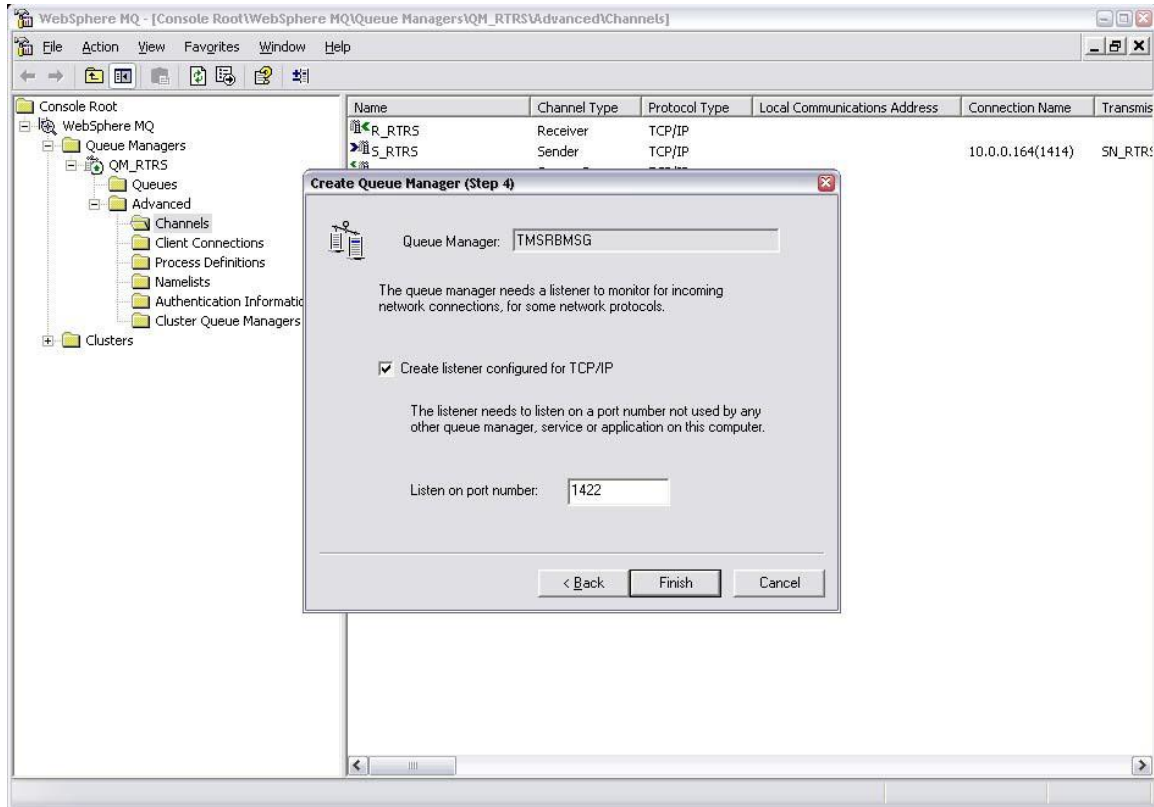 WebSphere MQ - [Console Root\WebSphere MQ\Queue Managers\QM_RTRS\Advanced\Channels]
File Action View Favorites Window Help
Console Root
WebSphere MQ
Queue Managers
QM_RTRS
Queues
Advanced
Channels
Client Connections
Process Definitions
Namelists
Authentication Informatic
Cluster Queue Managers
Clusters
Name Channel Type Protocol Type Local Communications Address Connection Name Transmis
R_RTRS Receiver TCP/IP
S_RTRS Sender TCP/IP 10.0.0.164(1414) SN_RTRS
Create Queue Manager (Step 4)
Queue Manager: TMSRBMSG
The queue manager needs a listener to monitor for incoming
network connections, for some network protocols.
Create listener configured for TCP/IP
The listener needs to listen on a port number not used by any
other queue manager, service or application on this computer.
Listen on port number: 1422
< Back Finish Cancel